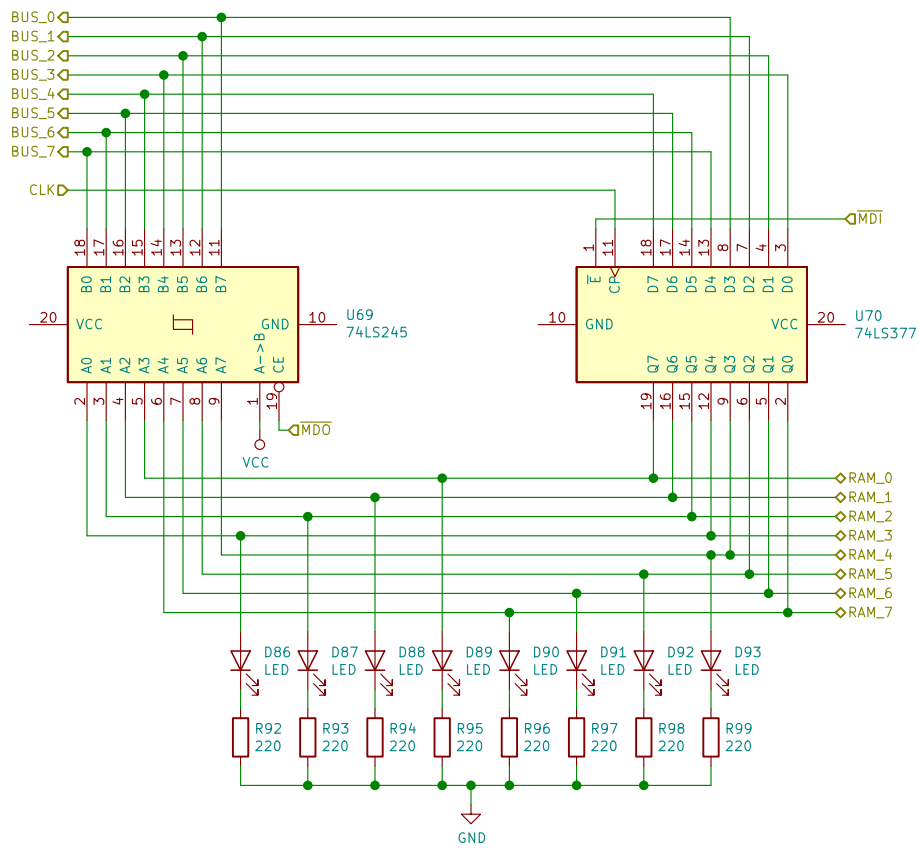 BUS_0
BUS_1
BUS_2
BUS_3
BUS_4
BUS_5
BUS_6
BUS_7
CLK
MDI
18 17 16 15 14 13 12 11
1 11 18 17 14 13 8 7 4 3
B0 B1 B2 B3 B4 B5 B6 B7
E CP D7 D6 D5 D4 D3 D2 D1 D0
20 VCC GND 10
U69
74LS245
10 GND VCC 20
U70
74LS377
A0 A1 A2 A3 A4 A5 A6 A7 A->B CE
Q7 Q6 Q5 Q4 Q3 Q2 Q1 Q0
2 3 4 5 6 7 8 9 1 19
19 16 15 12 9 6 5 2
MDO
VCC
RAM_0
RAM_1
RAM_2
RAM_3
RAM_4
RAM_5
RAM_6
RAM_7
D86 D87 D88 D89 D90 D91 D92 D93
LED LED LED LED LED LED LED LED
R92 R93 R94 R95 R96 R97 R98 R99
220 220 220 220 220 220 220 220
GND